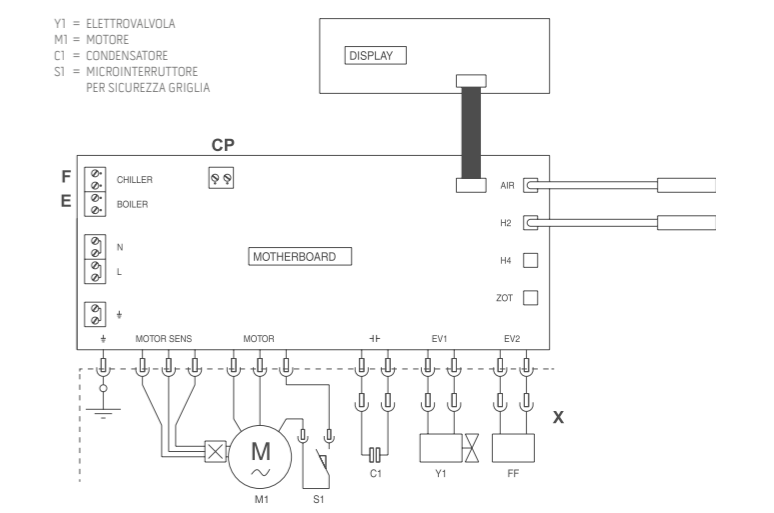 Y1 = ELETTROVALVOLA
M1 = MOTORE
C1 = CONDENSATORE
S1 = MICROINTERRUTTORE
PER SICUREZZA GRIGLIA
DISPLAY
CP
F CHILLER
E BOILER
AIR
H2
N
L
MOTHERBOARD
H4
ZOT
MOTOR SENS MOTOR EV1 EV2
X
M
M1 S1 C1 Y1 FF